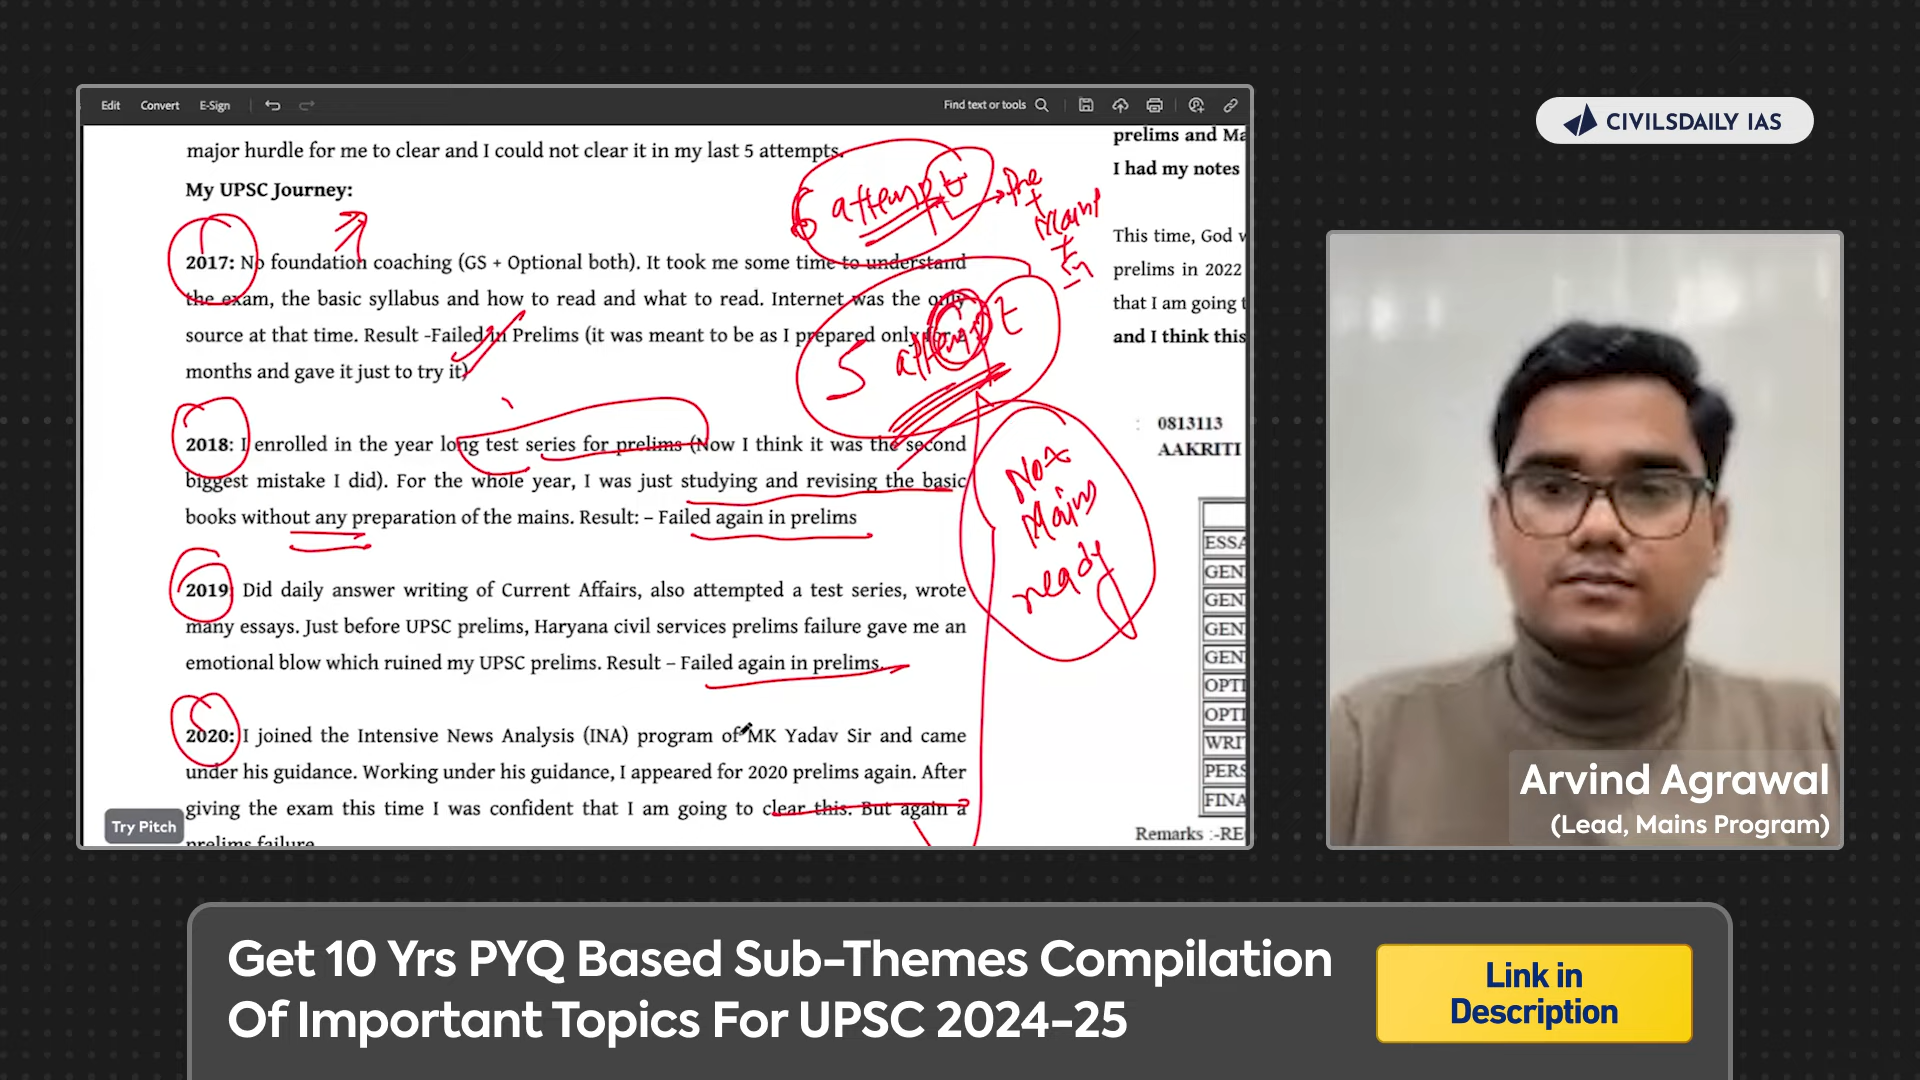 Edit Convert E-Sign Find text or tools
CIVILSDAILY IAS
major hurdle for me to clear and I could not clear it in my last 5 attempts.
My UPSC Journey:
2017: No foundation coaching (GS + Optional both). It took me some time to understand
the exam, the basic syllabus and how to read and what to read. Internet was the only
source at that time. Result -Failed in Prelims (it was meant to be as I prepared only
months and gave it just to try it)
2018: I enrolled in the year long test series for prelims (Now I think it was the second
biggest mistake I did). For the whole year, I was just studying and revising the basic
books without any preparation of the mains. Result: – Failed again in prelims
2019: Did daily answer writing of Current Affairs, also attempted a test series, wrote
many essays. Just before UPSC prelims, Haryana civil services prelims failure gave me an
emotional blow which ruined my UPSC prelims. Result – Failed again in prelims.
2020: I joined the Intensive News Analysis (INA) program of MK Yadav Sir and came
under his guidance. Working under his guidance, I appeared for 2020 prelims again. After
giving the exam this time I was confident that I am going to clear this. But again a
prelims failure.
Try Pitch
6 attempts
Pre
+
Mains
+
5 attempt
Not
Mains
ready
prelims and Ma
I had my notes
This time, God w
prelims in 2022
that I am going t
and I think this
: 0813113
AAKRITI
ESSA
GEN
GEN
GEN
GEN
OPTI
OPTI
WRI
PERS
FINA
Remarks :-RE
Arvind Agrawal
(Lead, Mains Program)
Get 10 Yrs PYQ Based Sub-Themes Compilation
Of Important Topics For UPSC 2024-25
Link in
Description